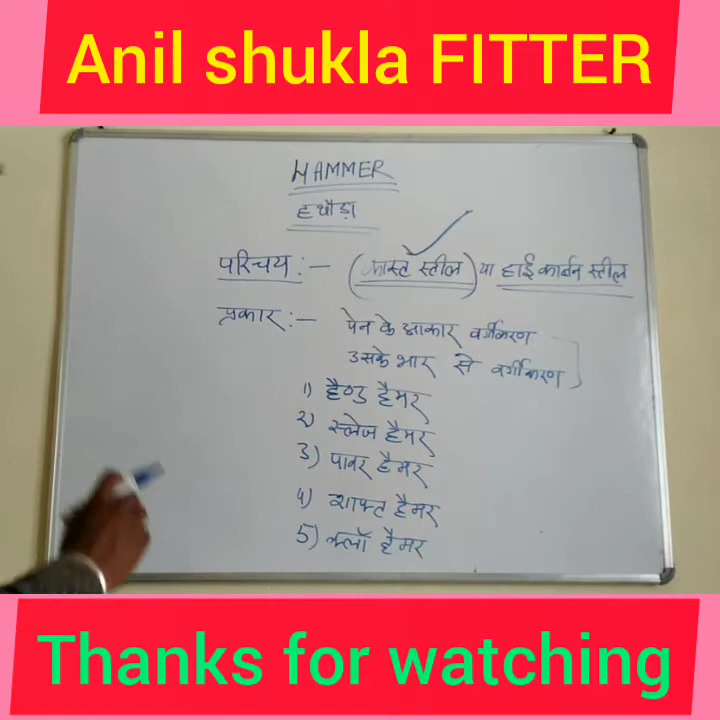 Anil shukla FITTER
HAMMER
हथौड़ा
परिचय :- (कास्ट स्टील) या हाई कार्बन स्टील
प्रकार :- पेन के आकार वर्गीकरण
उसके भार से वर्गीकरण
1) हैण्ड हैमर
2) स्लेज हैमर
3) पावर हैमर
4) साफ्ट हैमर
5) क्लॉ हैमर
Thanks for watching